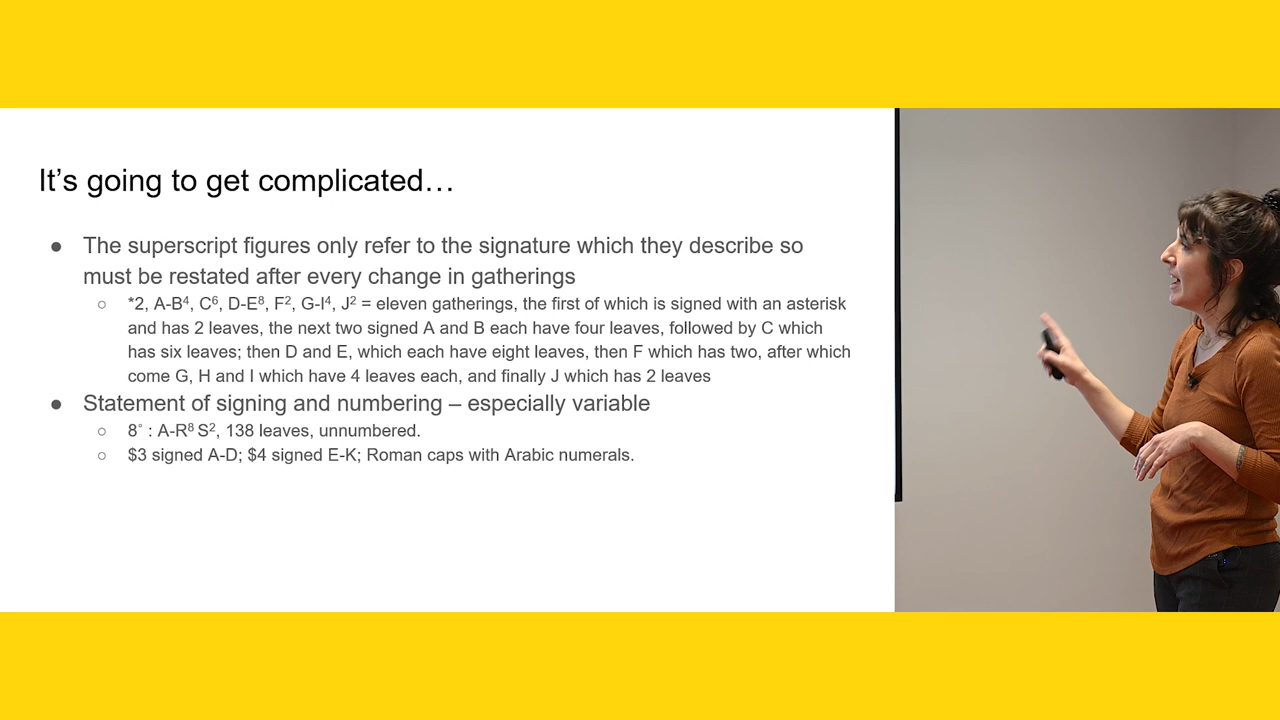 It's going to get complicated…
● The superscript figures only refer to the signature which they describe so
must be restated after every change in gatherings
○ *2, A-B⁴, C⁶, D-E⁸, F², G-I⁴, J² = eleven gatherings, the first of which is signed with an asterisk
and has 2 leaves, the next two signed A and B each have four leaves, followed by C which
has six leaves; then D and E, which each have eight leaves, then F which has two, after which
come G, H and I which have 4 leaves each, and finally J which has 2 leaves
● Statement of signing and numbering – especially variable
○ 8˚ : A-R⁸ S², 138 leaves, unnumbered.
○ $3 signed A-D; $4 signed E-K; Roman caps with Arabic numerals.